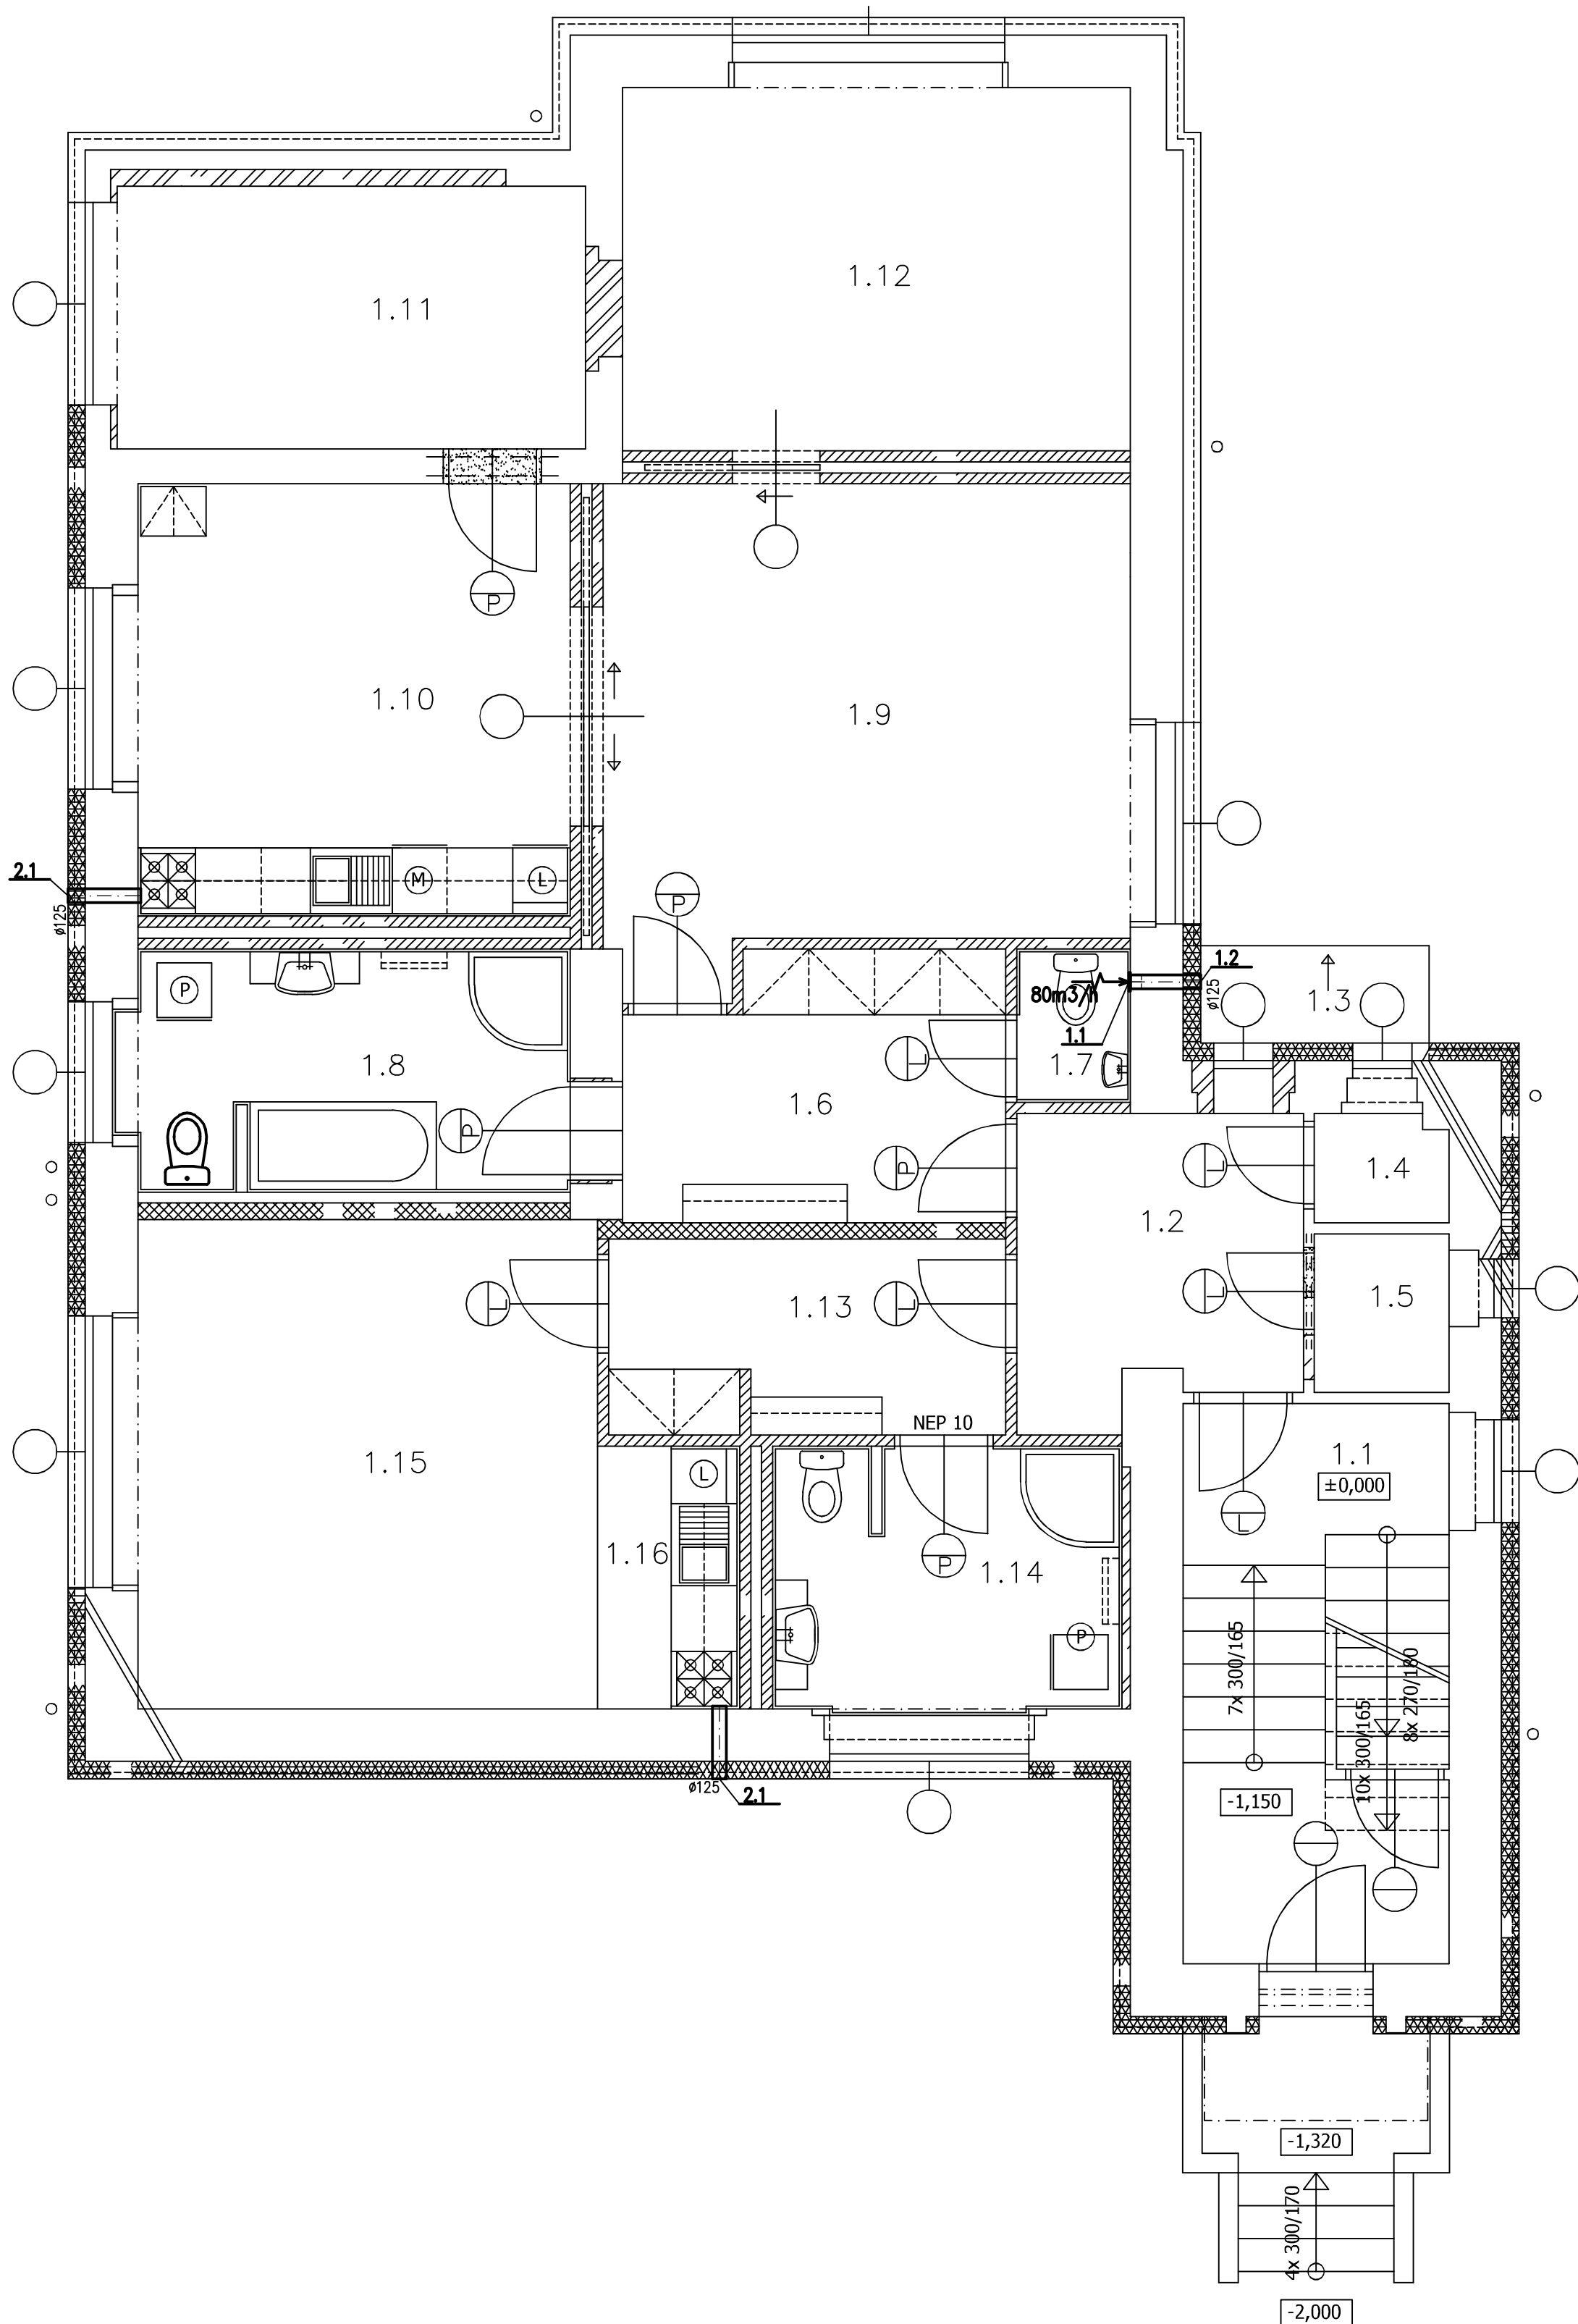 1.12
1.11
1.10
1.9
P
2.1
ø125
M
L
P
1.2
ø125
80m3/h
1.1
1.3
P
1.8
P
L
1.7
1.6
P
L
1.4
1.2
L
1.5
L
1.13
L
NEP 10
1.15
L
1.1
±0,000
L
1.16
P
1.14
P
7x 300/165
8x 270/180
10x 300/165
-1,150
ø125
2.1
-1,320
4x 300/170
-2,000